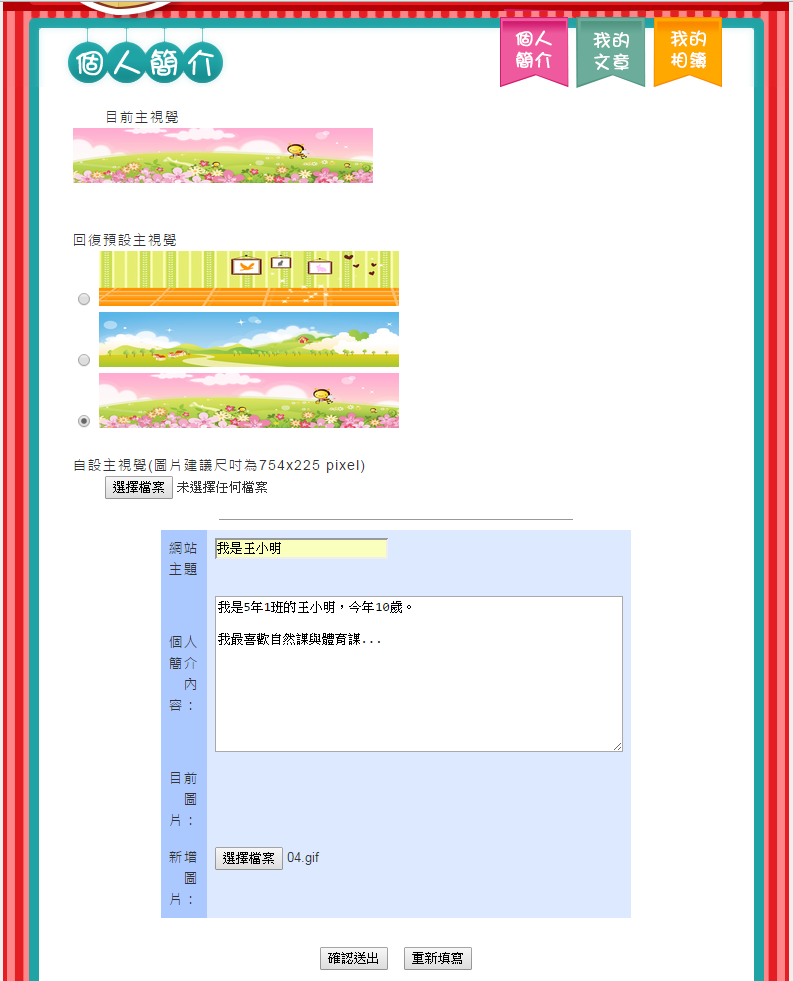 個人簡介
個人
簡介
我的
文章
我的
相簿
目前主視覺
回復預設主視覺
自設主視覺(圖片建議尺吋為754x225 pixel)
選擇檔案 未選擇任何檔案
網站
主題
我是王小明
個人
簡介
內
容：
我是5年1班的王小明，今年10歲。
我最喜歡自然課與體育課...
目前
圖
片：
新增
圖
片：
選擇檔案 04.gif
確認送出 重新填寫